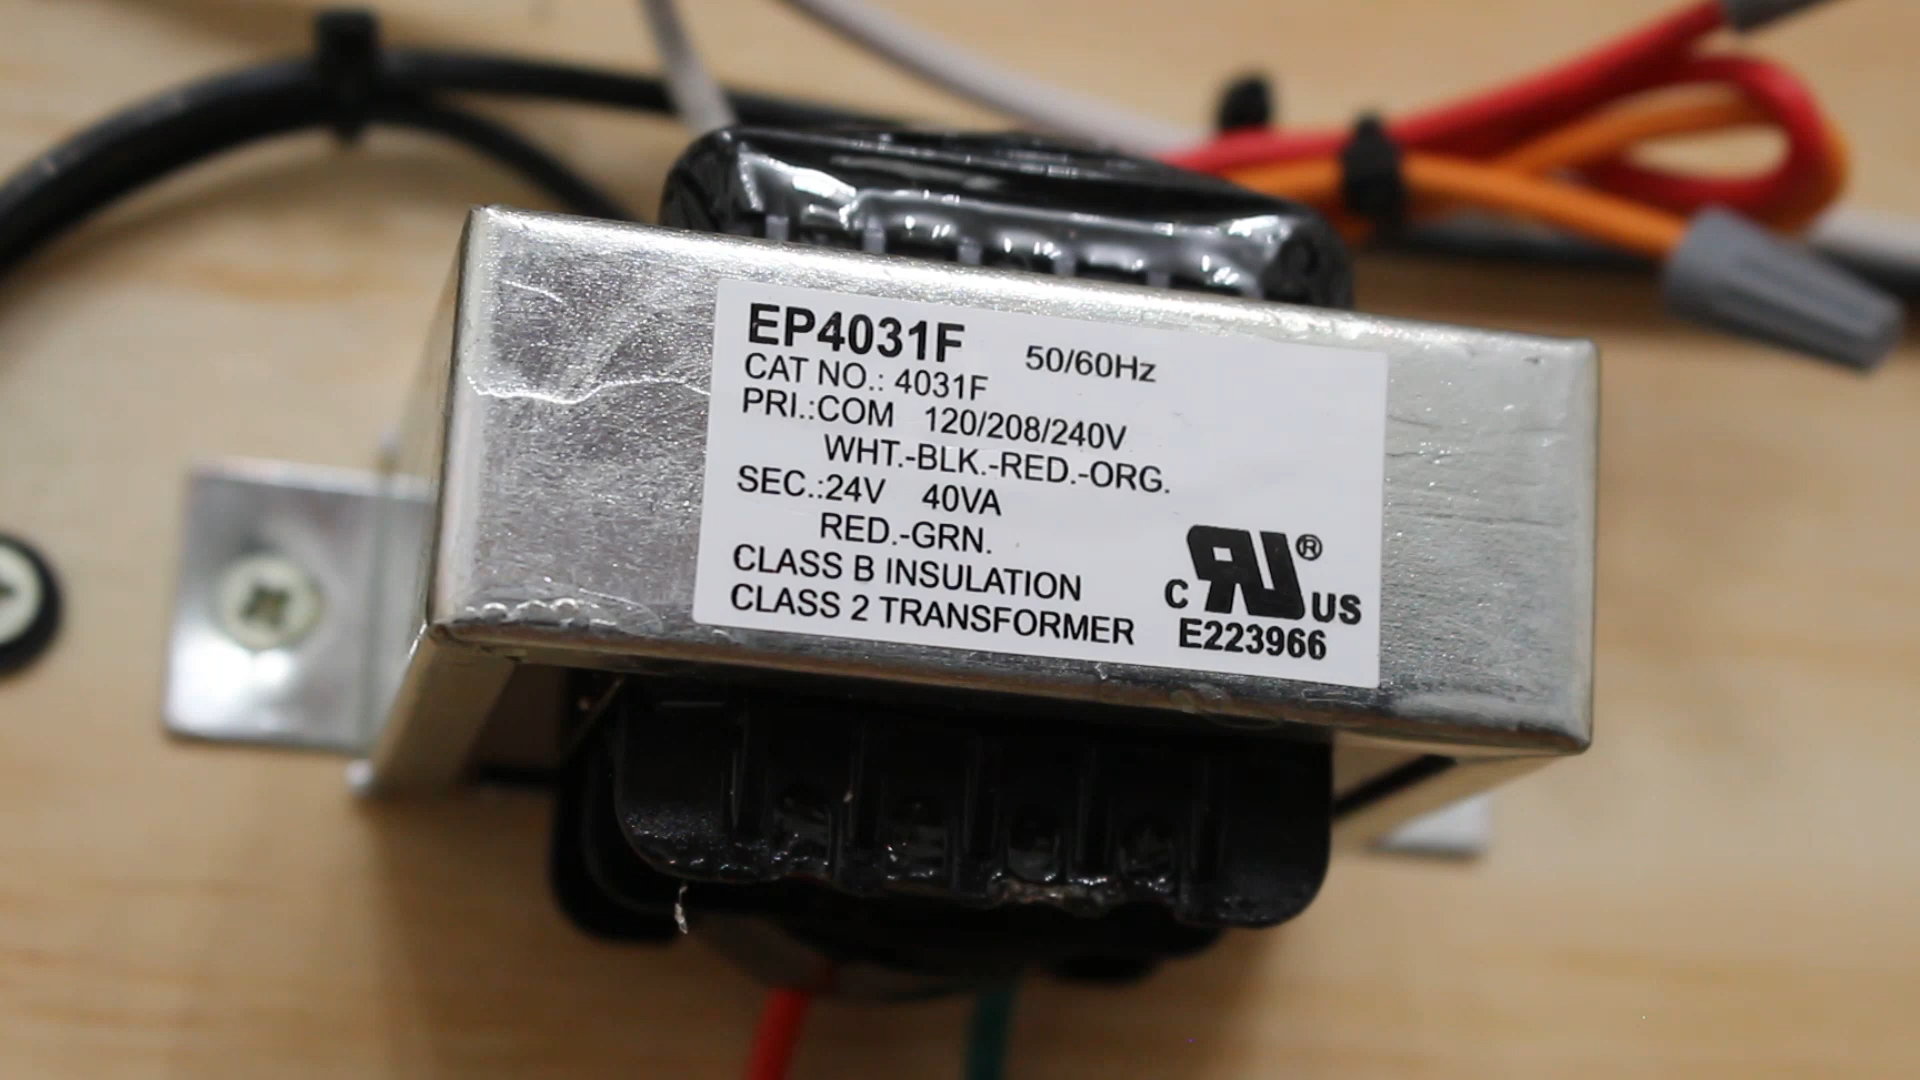 EP4031F 50/60Hz
CAT NO.: 4031F
PRI.:COM 120/208/240V
WHT.-BLK.-RED.-ORG.
SEC.:24V 40VA
RED.-GRN.
CLASS B INSULATION
CLASS 2 TRANSFORMER
C RU® US
E223966